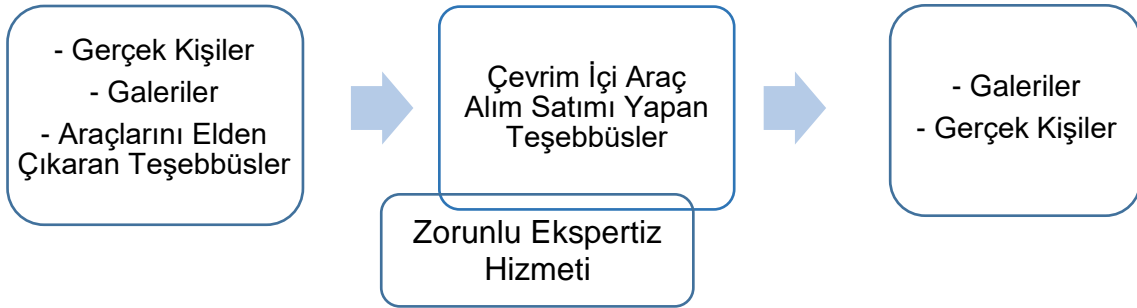 - Gerçek Kişiler
- Galeriler
- Araçlarını Elden
Çıkaran Teşebbüsler
Çevrim İçi Araç
Alım Satımı Yapan
Teşebbüsler
Zorunlu Ekspertiz
Hizmeti
- Galeriler
- Gerçek Kişiler